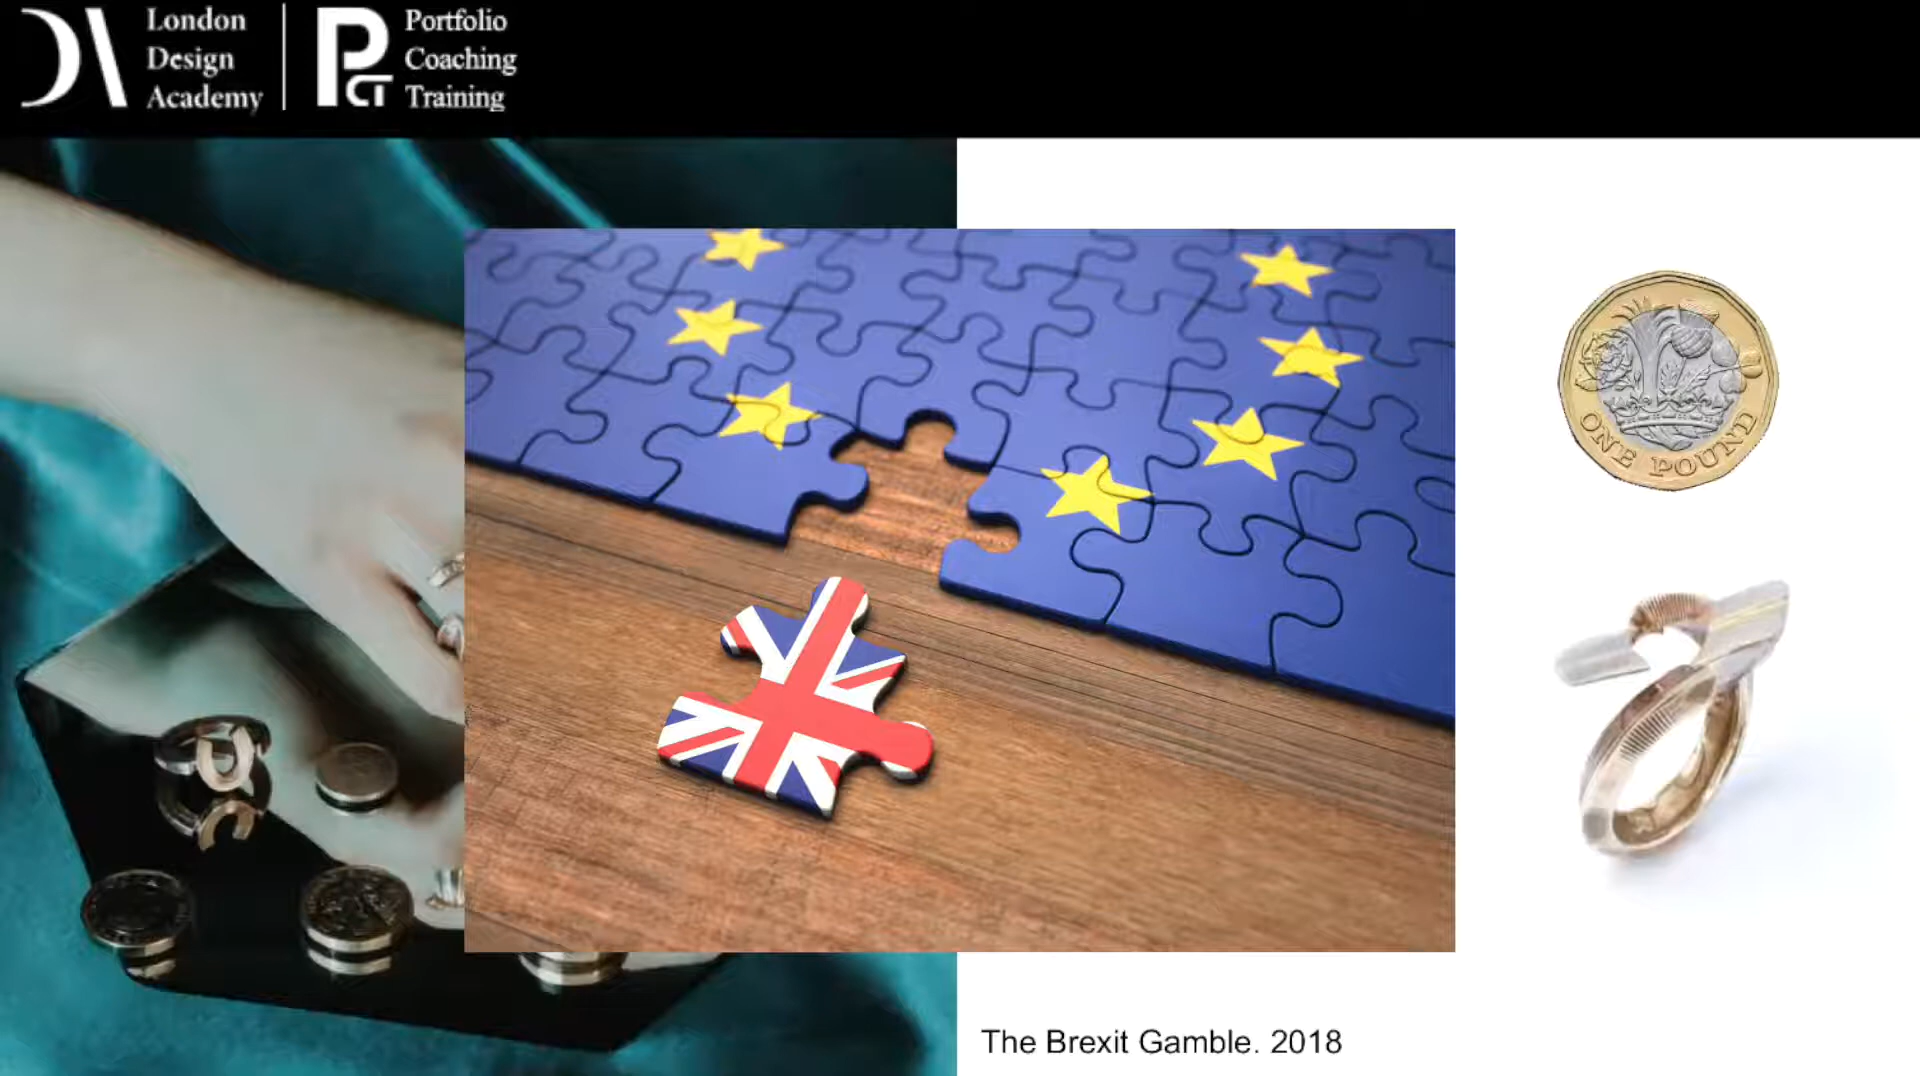 London
Design
Academy
Portfolio
Coaching
Training
ONE POUND
The Brexit Gamble. 2018